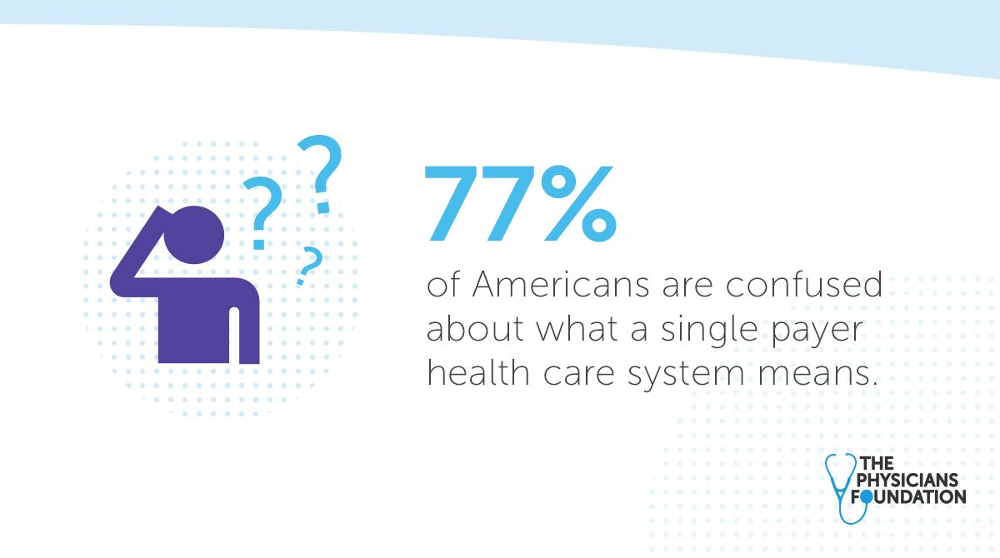 ? ? ?
77%
of Americans are confused
about what a single payer
health care system means.
THE
PHYSICIANS
FOUNDATION